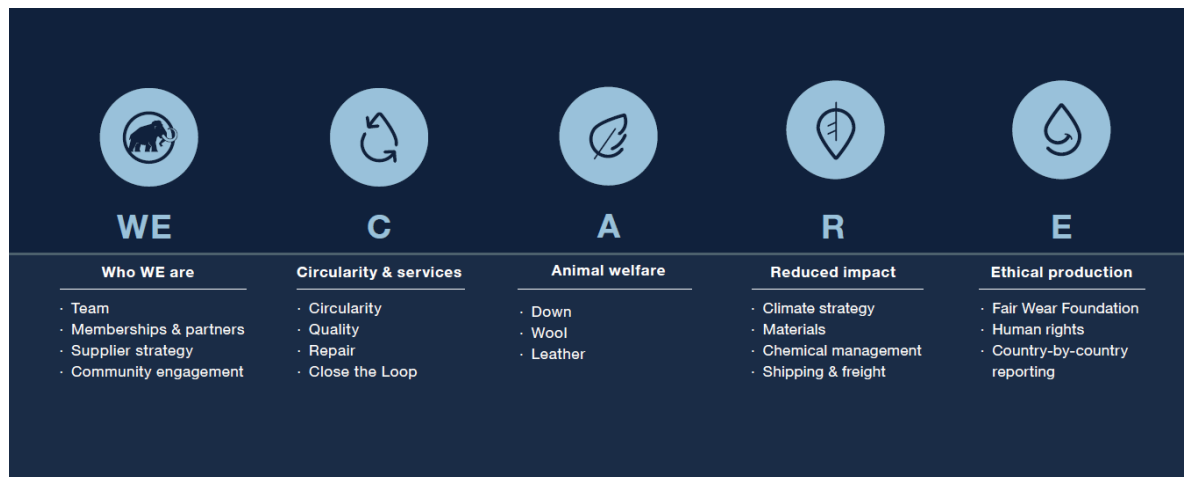 WE
C
A
R
E
Who WE are
· Team
· Memberships & partners
· Supplier strategy
· Community engagement
Circularity & services
· Circularity
· Quality
· Repair
· Close the Loop
Animal welfare
· Down
· Wool
· Leather
Reduced impact
· Climate strategy
· Materials
· Chemical management
· Shipping & freight
Ethical production
· Fair Wear Foundation
· Human rights
· Country-by-country
reporting